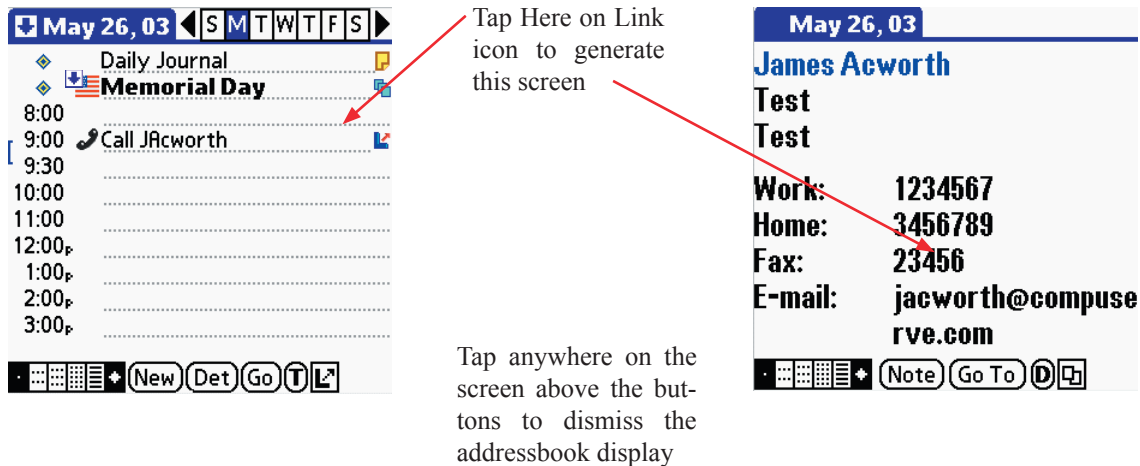 May 26, 03 S M T W T F S
Daily Journal
Memorial Day
8:00
9:00 Call JAcworth
9:30
10:00
11:00
12:00P
1:00P
2:00P
3:00P
New Det Go T
Tap Here on Link
icon to generate
this screen
Tap anywhere on the
screen above the but-
tons to dismiss the
addressbook display
May 26, 03
James Acworth
Test
Test
Work: 1234567
Home: 3456789
Fax: 23456
E-mail: jacworth@compuse
rve.com
Note Go To D